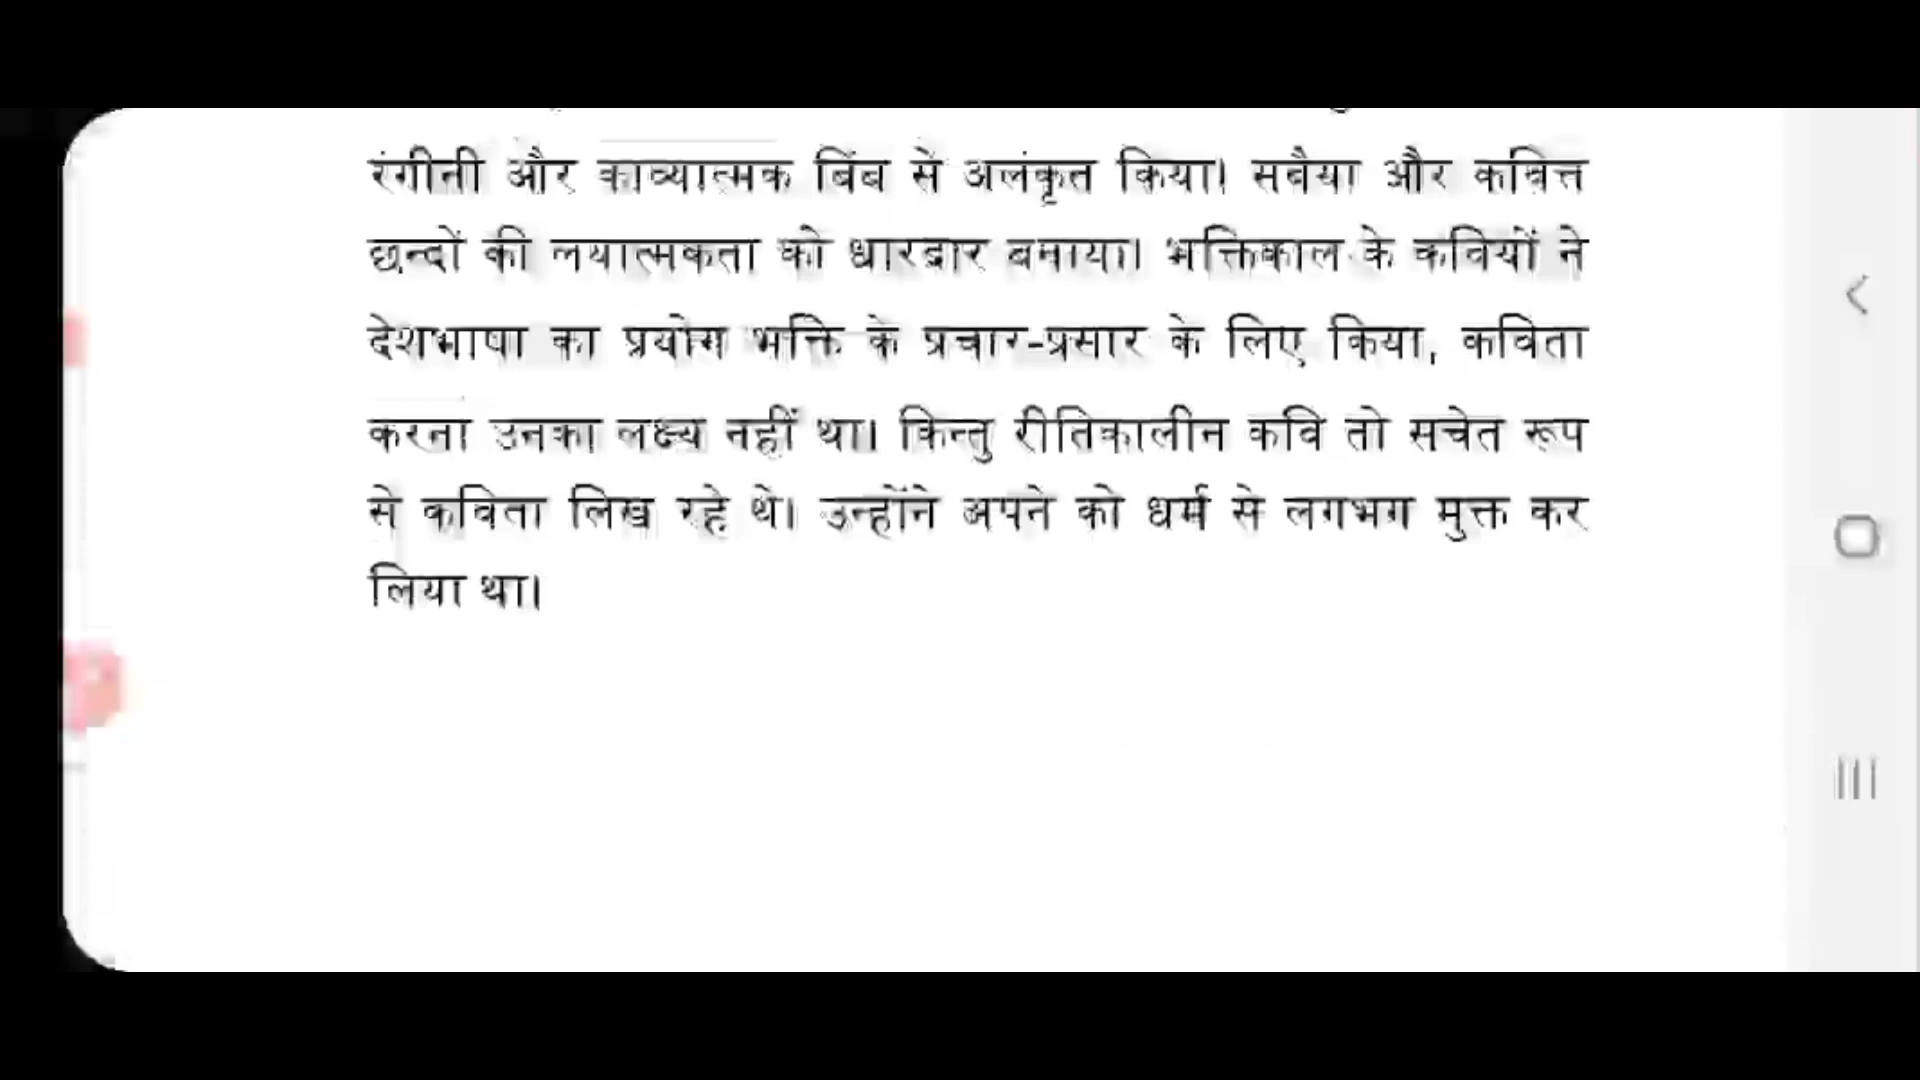 रंगीनी और काव्यात्मक बिंब से अलंकृत किया। सवैया और कवित्त
छन्दों की लयात्मकता को धारदार बनाया। भक्तिकाल के कवियों ने
देशभाषा का प्रयोग भक्ति के प्रचार-प्रसार के लिए किया, कविता
करना उनका लक्ष्य नहीं था। किन्तु रीतिकालीन कवि तो सचेत रूप
से कविता लिख रहे थे। उन्होंने अपने को धर्म से लगभग मुक्त कर
लिया था।